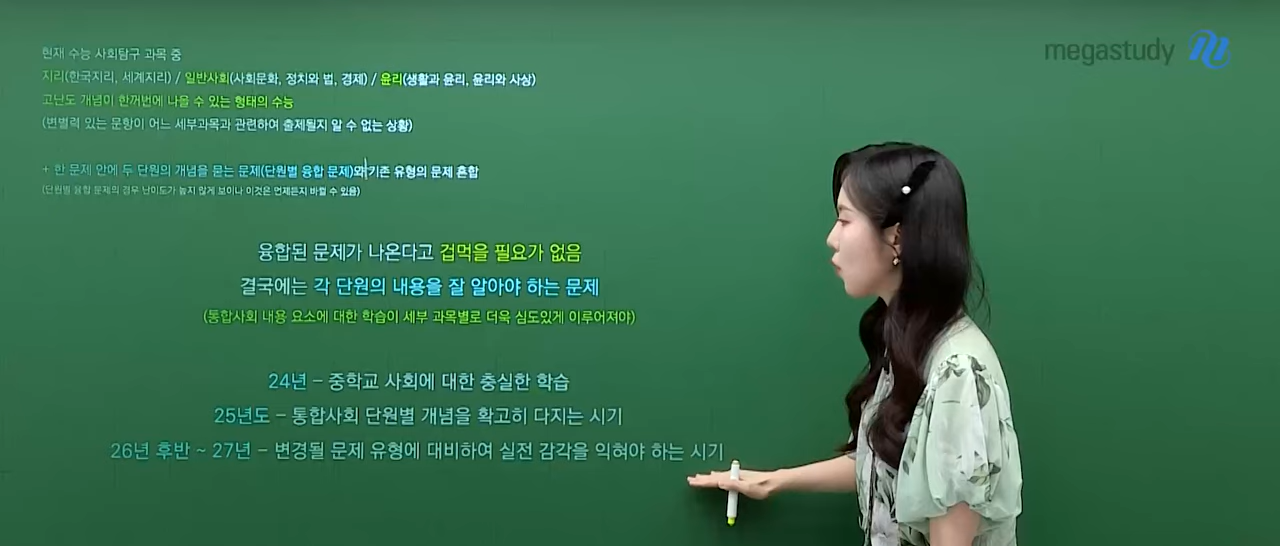 현재 수능 사회탐구 과목 중
지리(한국지리, 세계지리) / 일반사회(사회문화, 정치와 법, 경제) / 윤리(생활과 윤리, 윤리와 사상)
고난도 개념이 한꺼번에 나올 수 있는 형태의 수능
(변별력 있는 문항이 어느 세부과목과 관련하여 출제될지 알 수 없는 상황)
+ 한 문제 안에 두 단원의 개념을 묻는 문제(단원별 융합 문제)와 기존 유형의 문제 혼합
(단원별 융합 문제의 경우 난이도가 높지 않게 보이나 이것은 언제든지 바뀔 수 있음)
융합된 문제가 나온다고 겁먹을 필요가 없음
결국에는 각 단원의 내용을 잘 알아야 하는 문제
(통합사회 내용 요소에 대한 학습이 세부 과목별로 더욱 심도있게 이루어져야)
24년 – 중학교 사회에 대한 충실한 학습
25년도 – 통합사회 단원별 개념을 확고히 다지는 시기
26년 후반 ~ 27년 – 변경될 문제 유형에 대비하여 실전 감각을 익혀야 하는 시기
megastudy